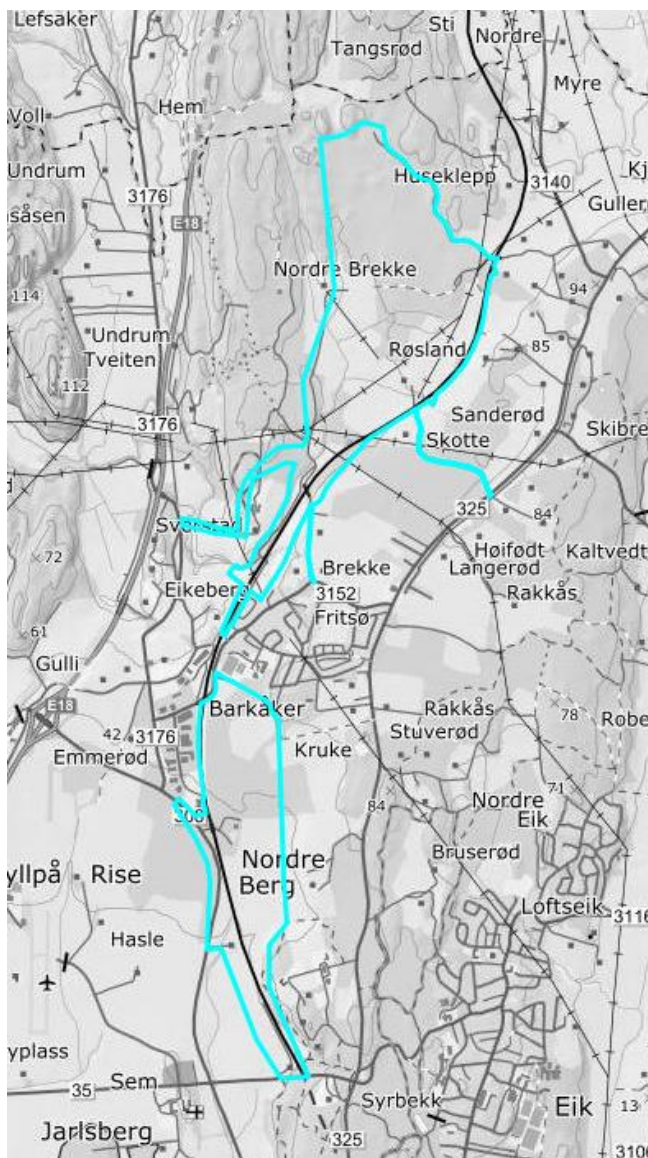 Lefsaker
Sti
Nordre
Tangsrød
Myre
Hem
Voll
Undrum
Huseklepp
3140
3176
E18
Nordre Brekke
94
114
Undrum
Tveiten
Røsland
85
112
Sanderød
3176
Skotte
325
84
Høifødt
Kaltvedt
72
Brekke
Langerød
Eikeberg
3152
Rakkås
Fritsø
61
Gulli
E18
Barkåker
Rakkås
78
42
3176
Stuverød
Emmerød
Kruke
71
84
Nordre
Eik
Bruserød
Rise
Nordre
Berg
Loftseik
3116
Hasle
35
Sem
Syrbekk
Eik
13
Jarlsberg
325